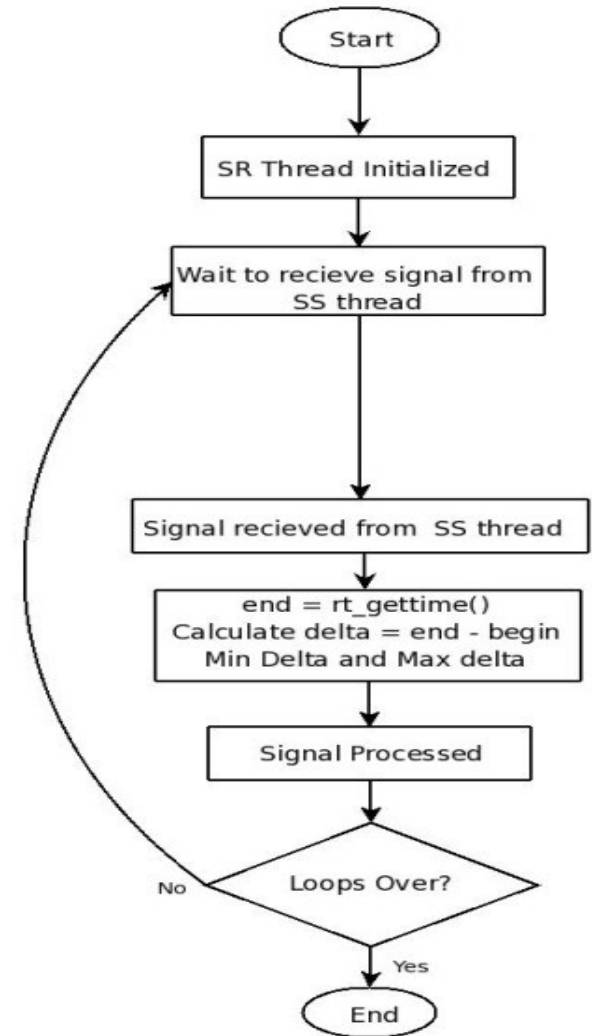 Start
SR Thread Initialized
Wait to recieve signal from
SS thread
Signal recieved from SS thread
end = rt_gettime()
Calculate delta = end - begin
Min Delta and Max delta
Signal Processed
Loops Over?
No
Yes
End